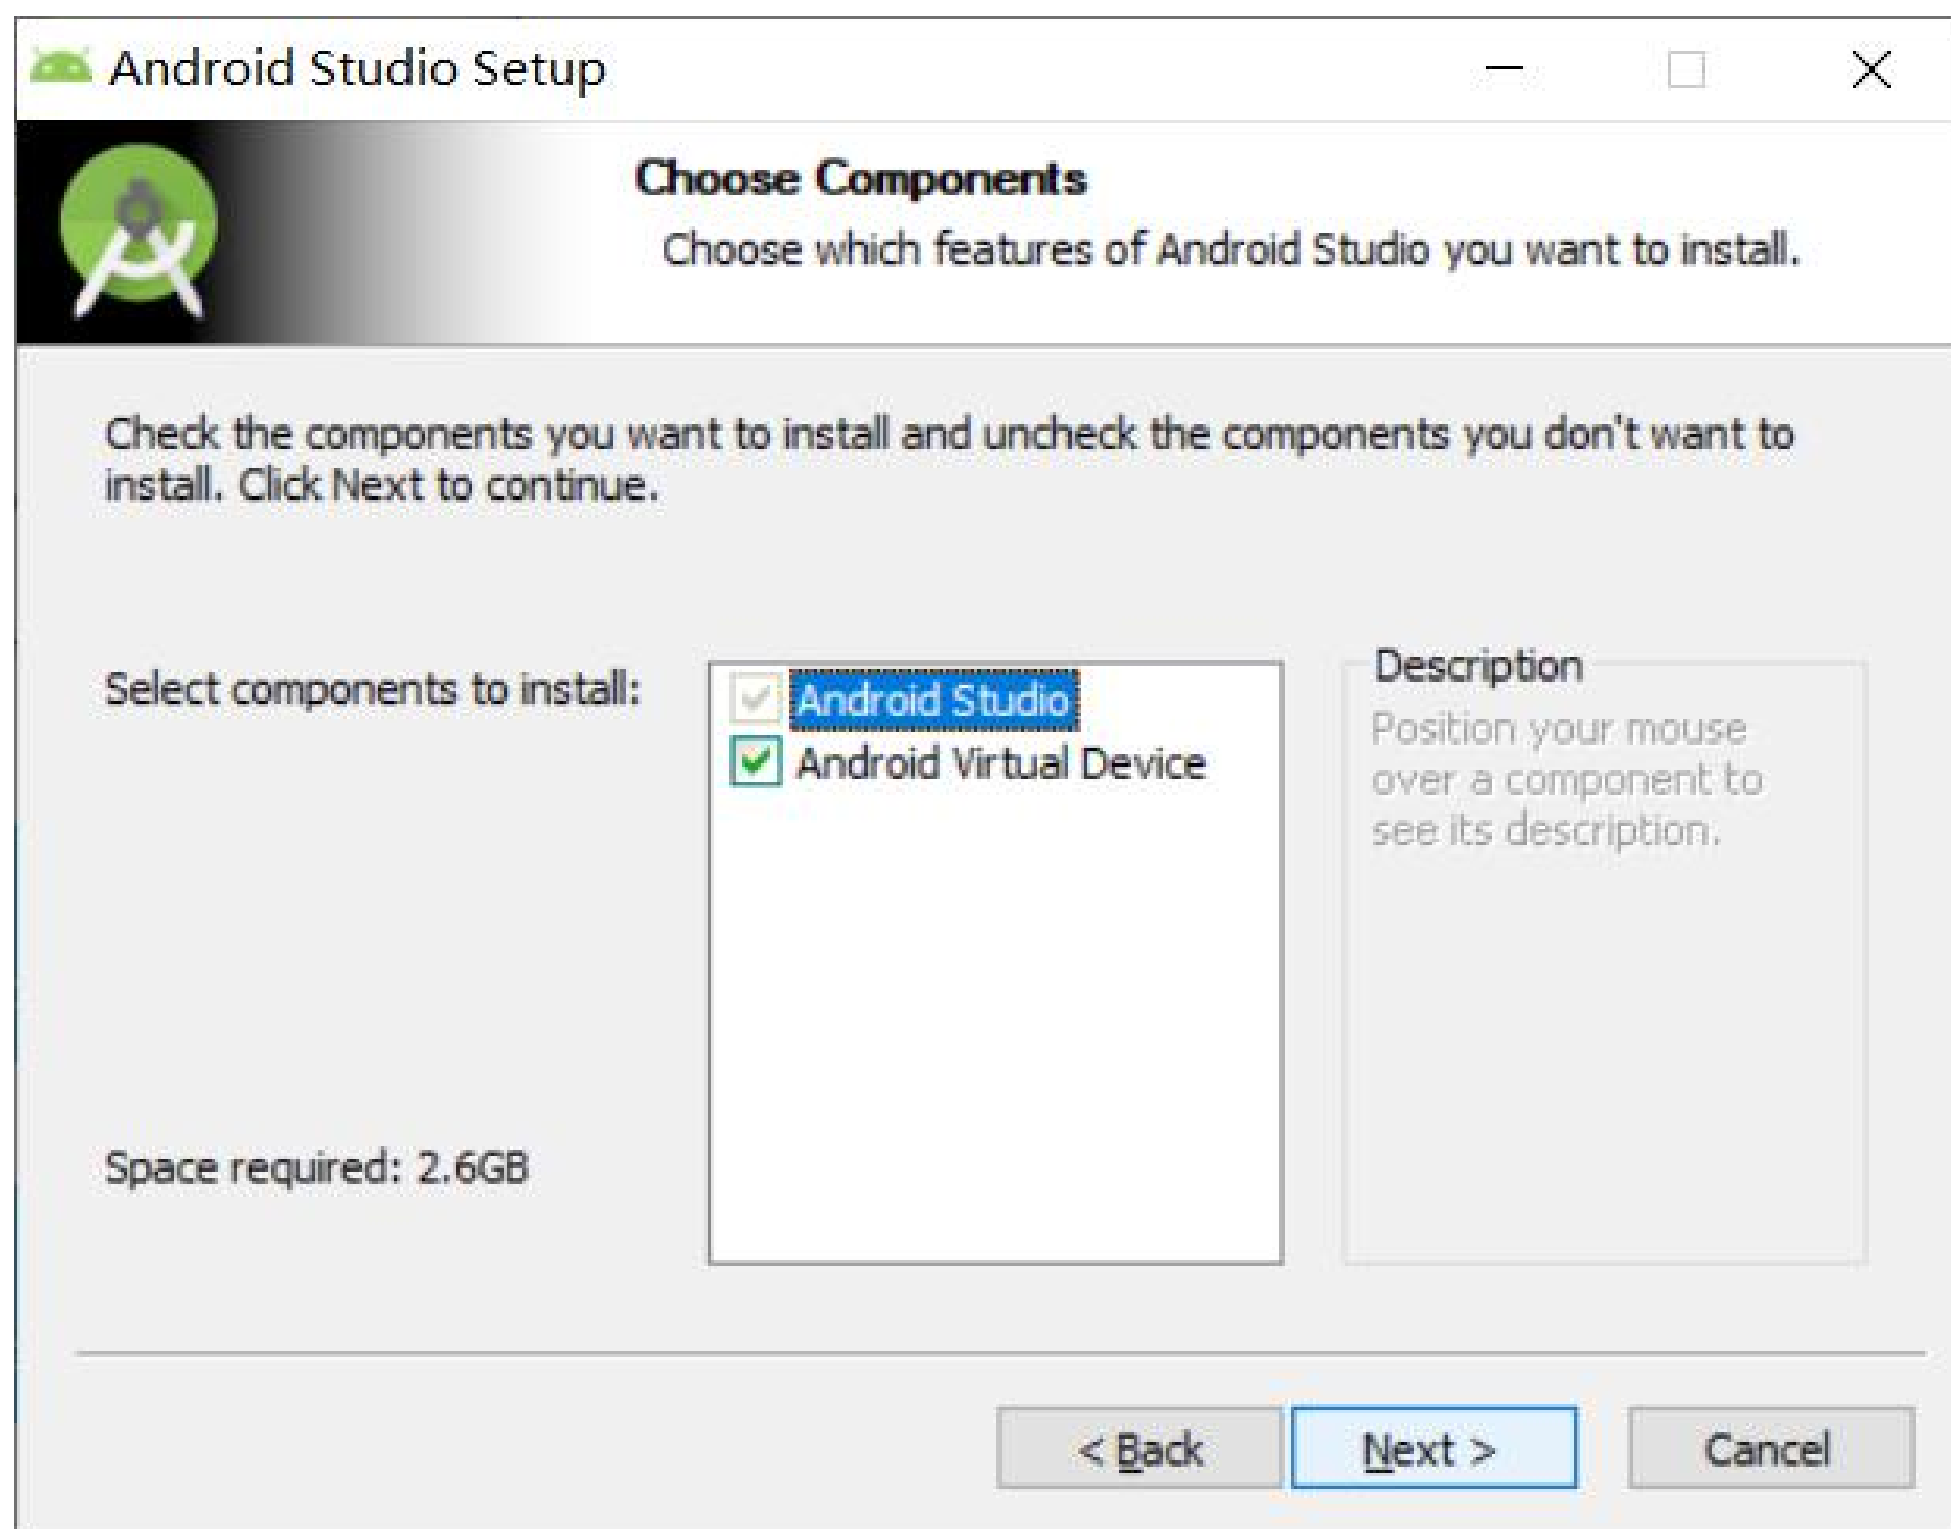 Android Studio Setup
Choose Components
Choose which features of Android Studio you want to install.
Check the components you want to install and uncheck the components you don't want to
install. Click Next to continue.
Select components to install:
Android Studio
Android Virtual Device
Description
Position your mouse
over a component to
see its description.
Space required: 2.6GB
< Back
Next >
Cancel